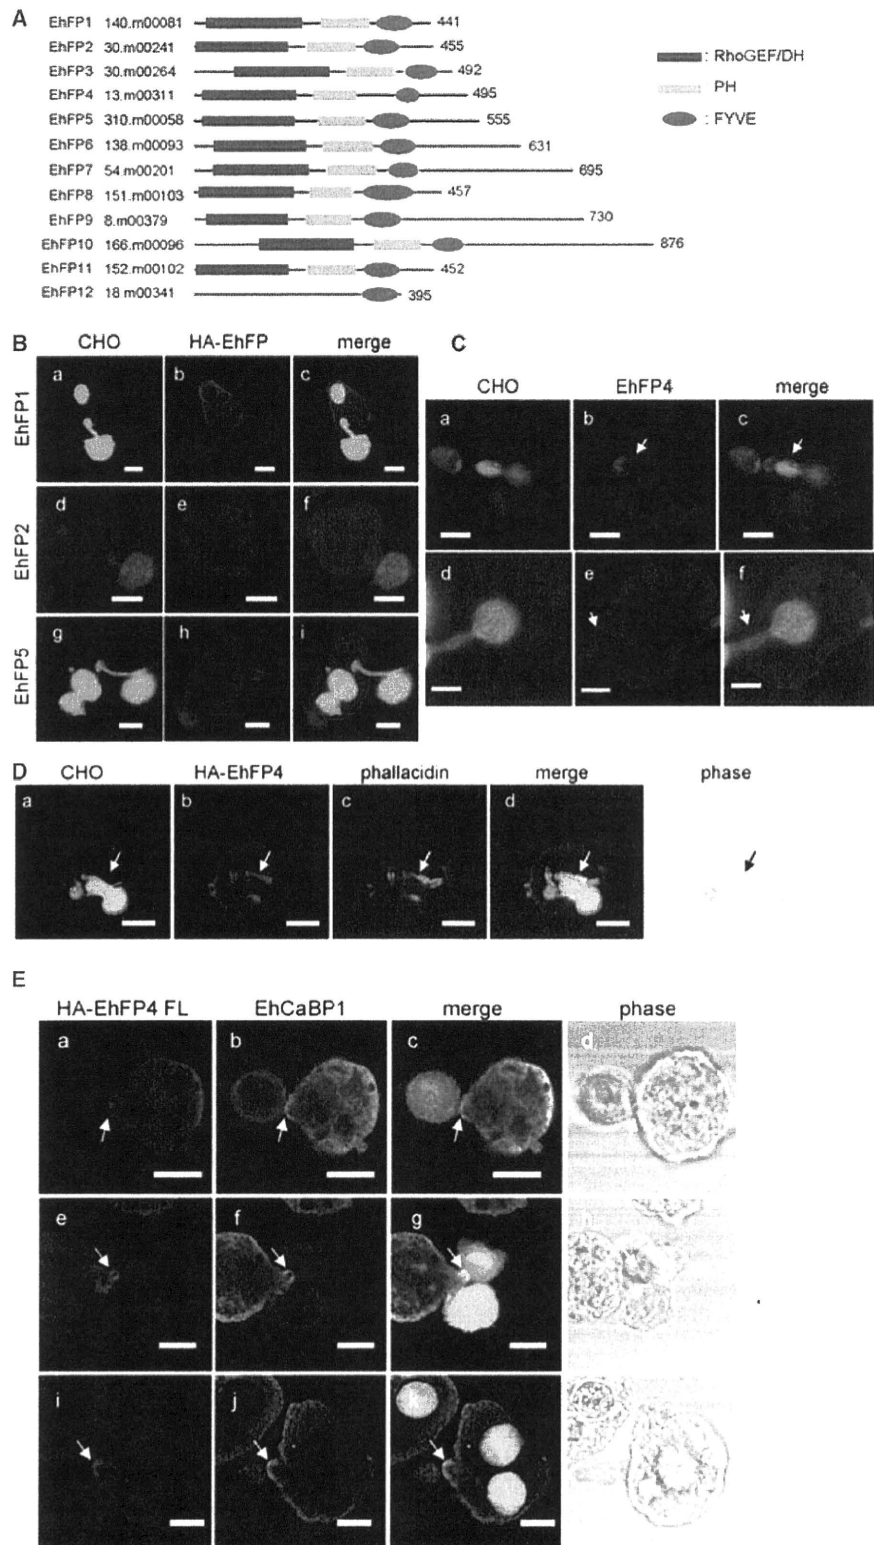 A
EhFP1 140.m00081 441
EhFP2 30.m00241 455
EhFP3 30.m00264 492
EhFP4 13.m00311 495
EhFP5 310.m00058 555
EhFP6 138.m00093 631
EhFP7 54.m00201 695
EhFP8 151.m00103 457
EhFP9 8.m00379 730
EhFP10 166.m00096 876
EhFP11 152.m00102 452
EhFP12 18.m00341 395
: RhoGEF/DH
PH
: FYVE
B
CHO HA-EhFP merge
EhFP1
a b c
EhFP2
d e f
EhFP5
g h i
C
CHO EhFP4 merge
a b c
d e f
D
CHO HA-EhFP4 phallacidin merge phase
a b c d
E
HA-EhFP4 FL EhCaBP1 merge phase
a b c d
e f g
i j